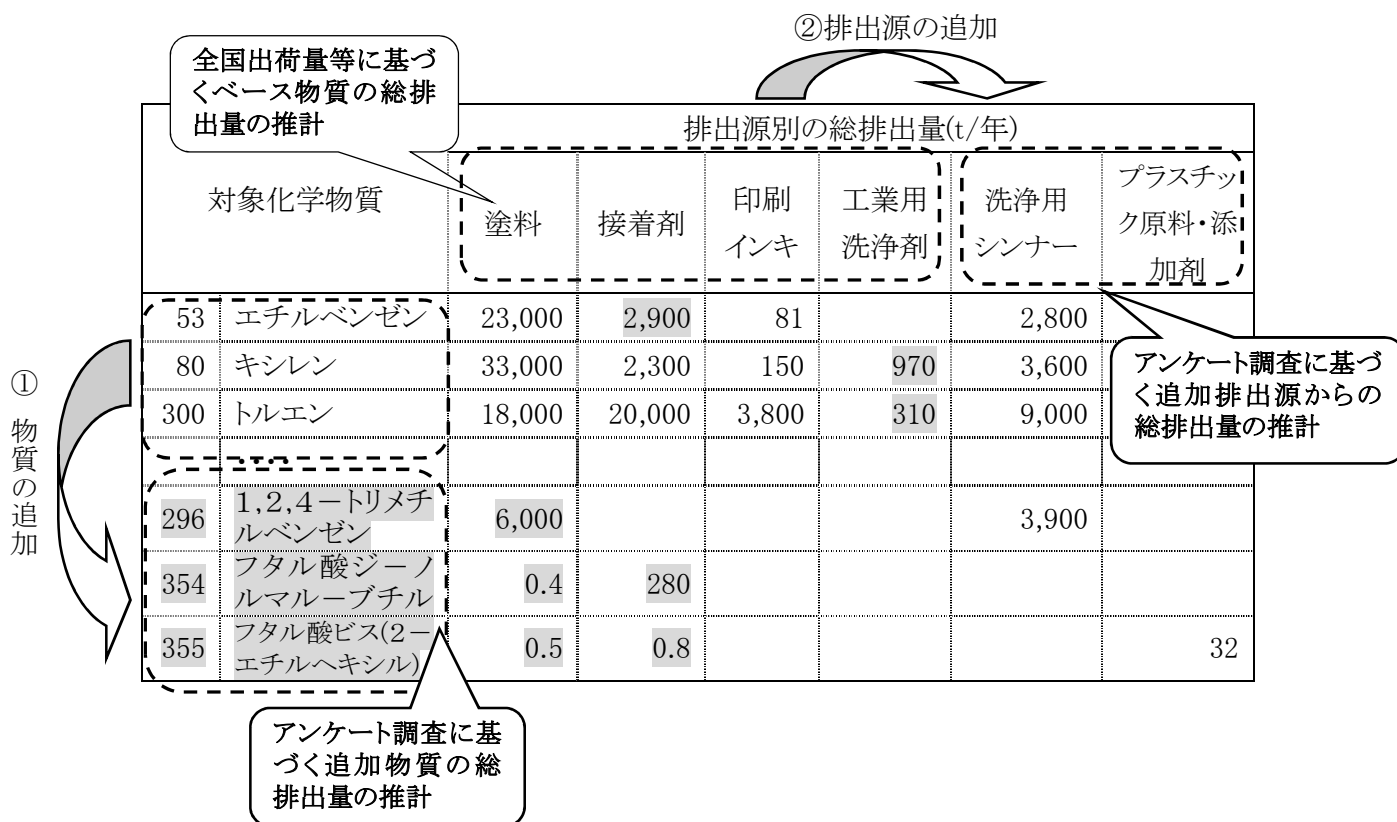 ②排出源の追加
全国出荷量等に基づ
くベース物質の総排
出量の推計
排出源別の総排出量(t/年)
対象化学物質
塗料
接着剤
印刷
インキ
工業用
洗浄剤
洗浄用
シンナー
プラスチッ
ク原料・添
加剤
53 エチルベンゼン 23,000 2,900 81 2,800
80 キシレン 33,000 2,300 150 970 3,600
300 トルエン 18,000 20,000 3,800 310 9,000
・・・・
296 1,2,4－トリメチ
ルベンゼン 6,000 3,900
354 フタル酸ジ－ノ
ルマル－ブチル 0.4 280
355 フタル酸ビス(2－
エチルヘキシル) 0.5 0.8 32
アンケート調査に基づ
く追加排出源からの
総排出量の推計
① 物質の追加
アンケート調査に基
づく追加物質の総
排出量の推計